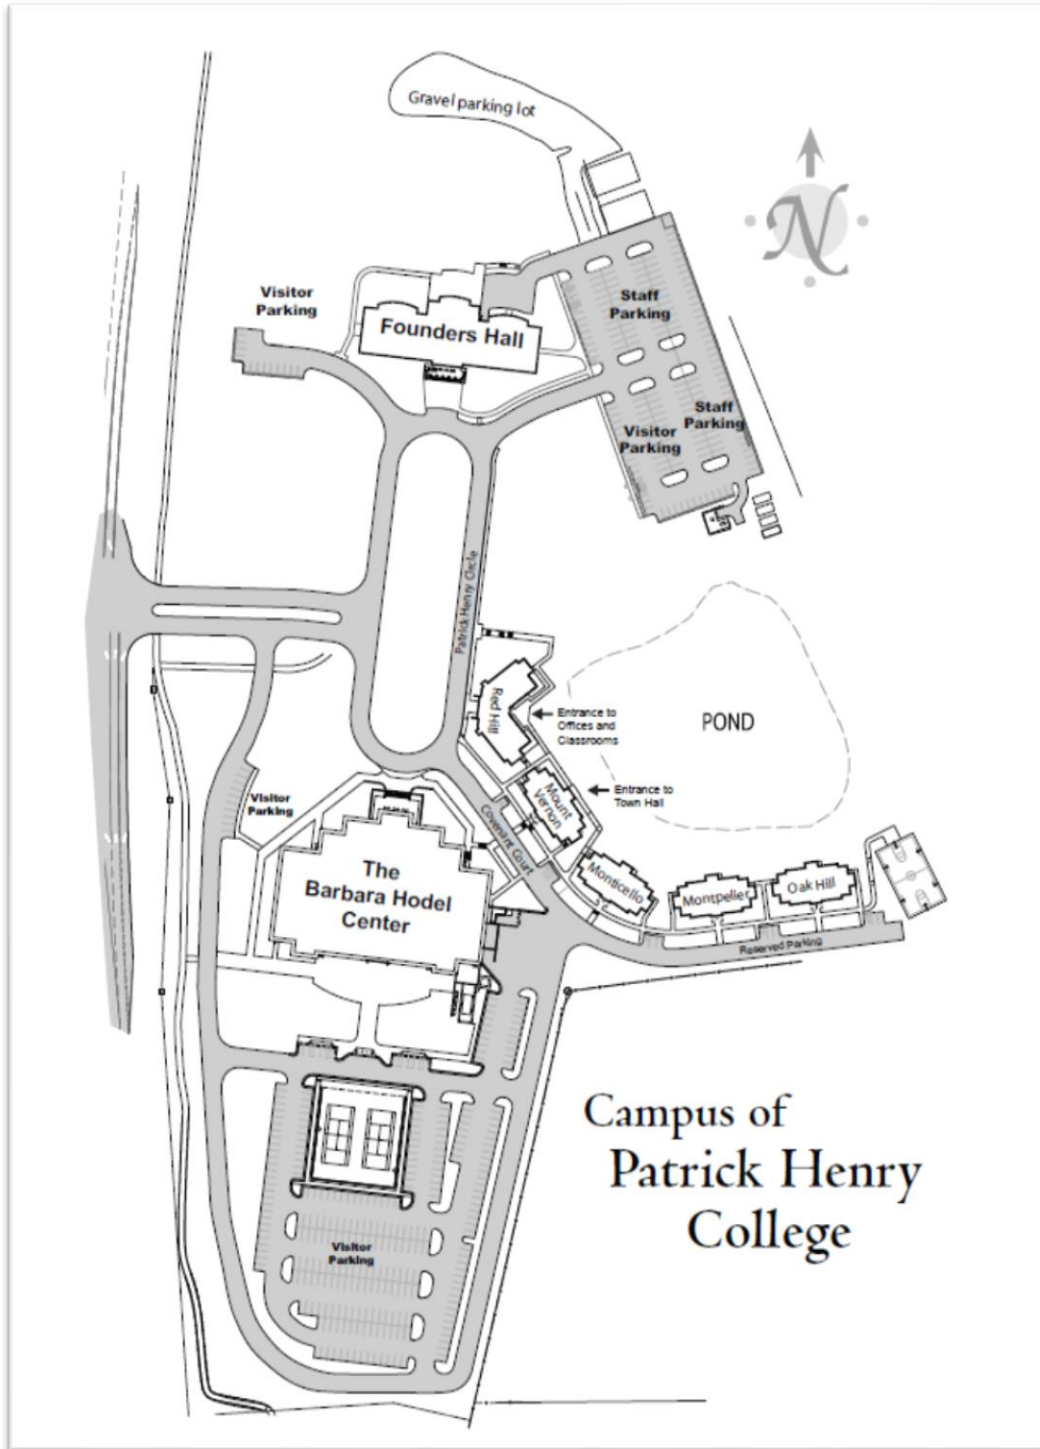 Gravel parking lot
N
Visitor
Parking
Founders Hall
Staff
Parking
Staff
Parking
Visitor
Parking
Patrick Henry Circle
Red Hill
Entrance to
Offices and
Classrooms
POND
Entrance to
Town Hall
Mount
Vernon
Visitor
Parking
Covenant Court
The
Barbara Hodel
Center
Monticello
Montpelier
Oak Hill
Reserved Parking
Campus of
Patrick Henry
College
Visitor
Parking